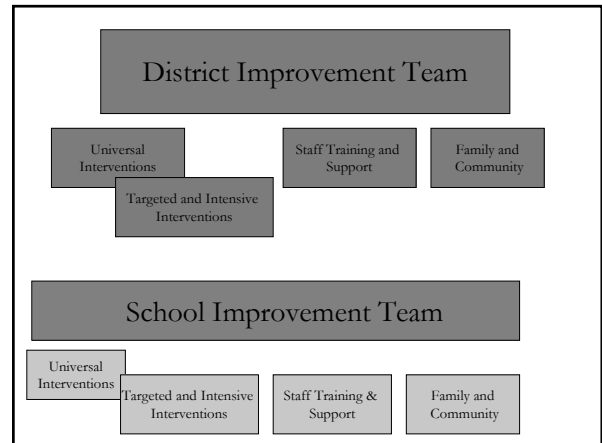 District Improvement Team
Universal
Interventions
Targeted and Intensive
Interventions
Staff Training and
Support
Family and
Community
School Improvement Team
Universal
Interventions
Targeted and Intensive
Interventions
Staff Training &
Support
Family and
Community